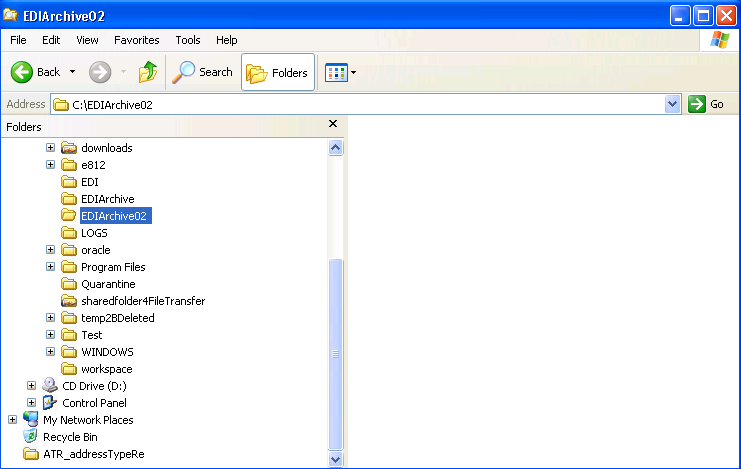 EDIArchive02
File Edit View Favorites Tools Help
Back Search Folders
Address C:\EDIArchive02 Go
Folders
downloads
e812
EDI
EDIArchive
EDIArchive02
LOGS
oracle
Program Files
Quarantine
sharedfolder4FileTransfer
temp2BDeleted
Test
WINDOWS
workspace
CD Drive (D:)
Control Panel
My Network Places
Recycle Bin
ATR_addressTypeRe